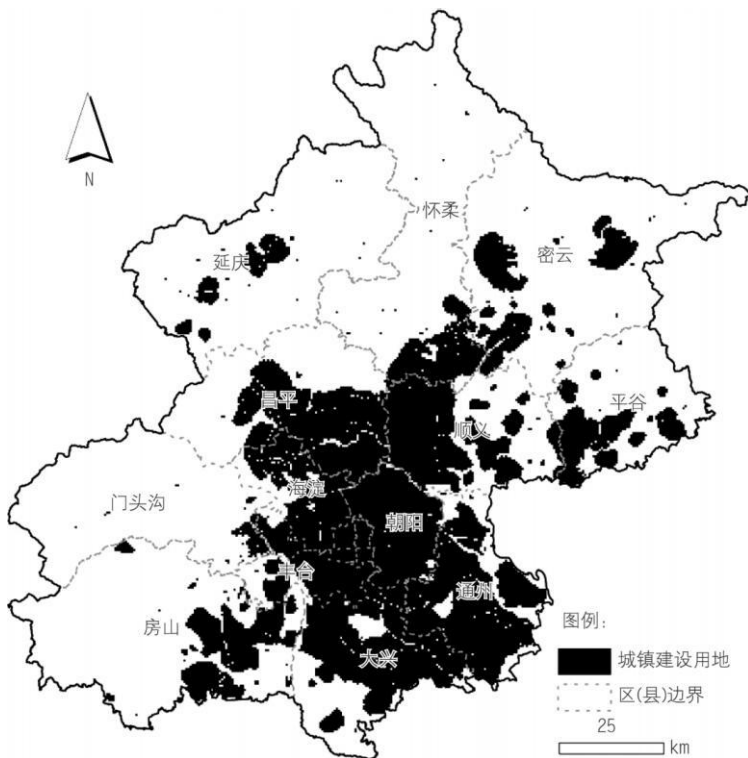 N
怀柔
延庆
密云
昌平
平谷
顺义
海淀
门头沟
朝阳
丰台
通州
房山
大兴
图例:
城镇建设用地
区(县)边界
25
km